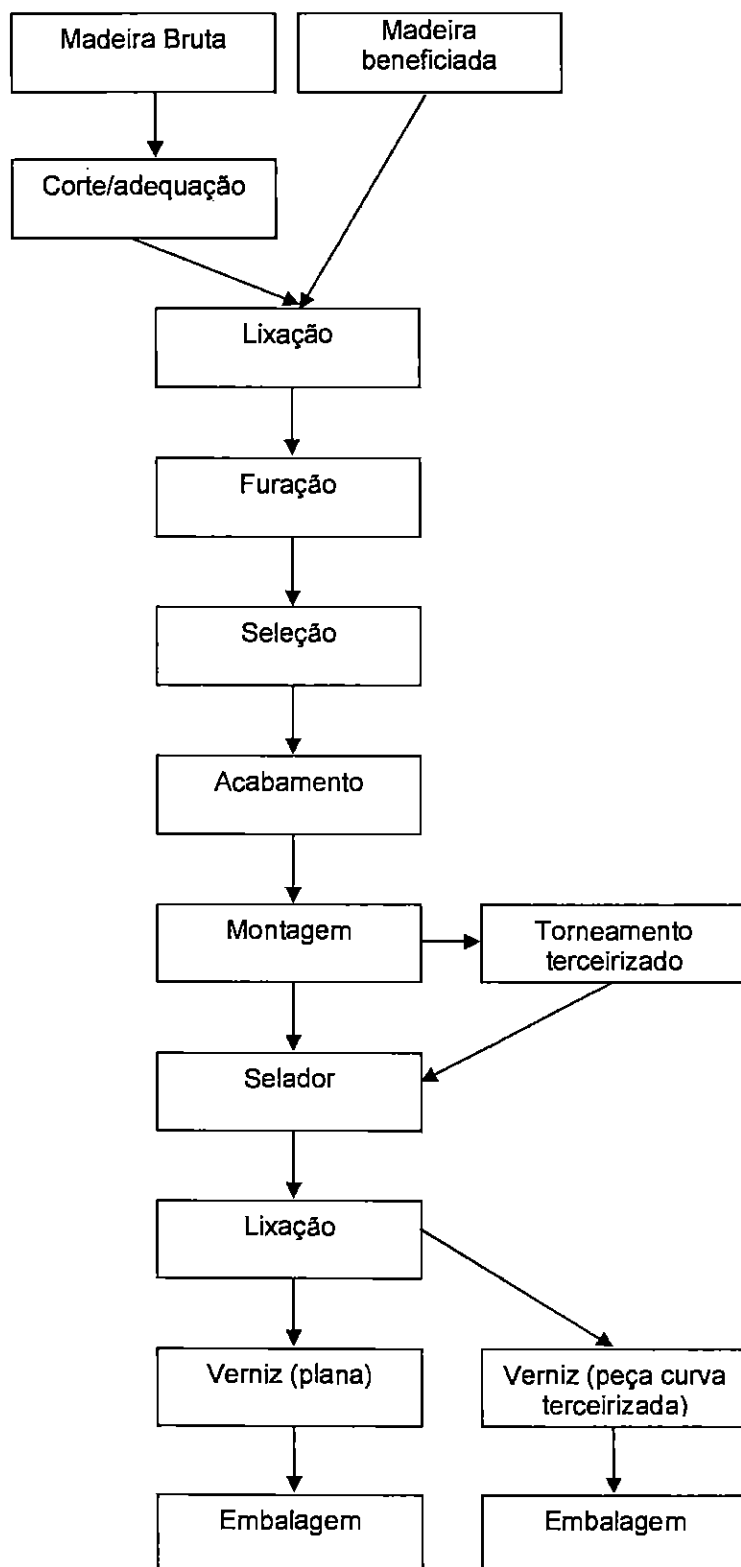 Madeira Bruta
Madeira
beneficiada
Corte/adequação
Lixação
Furação
Seleção
Acabamento
Montagem
Torneamento
terceirizado
Selador
Lixação
Verniz (plana)
Verniz (peça curva
terceirizada)
Embalagem
Embalagem